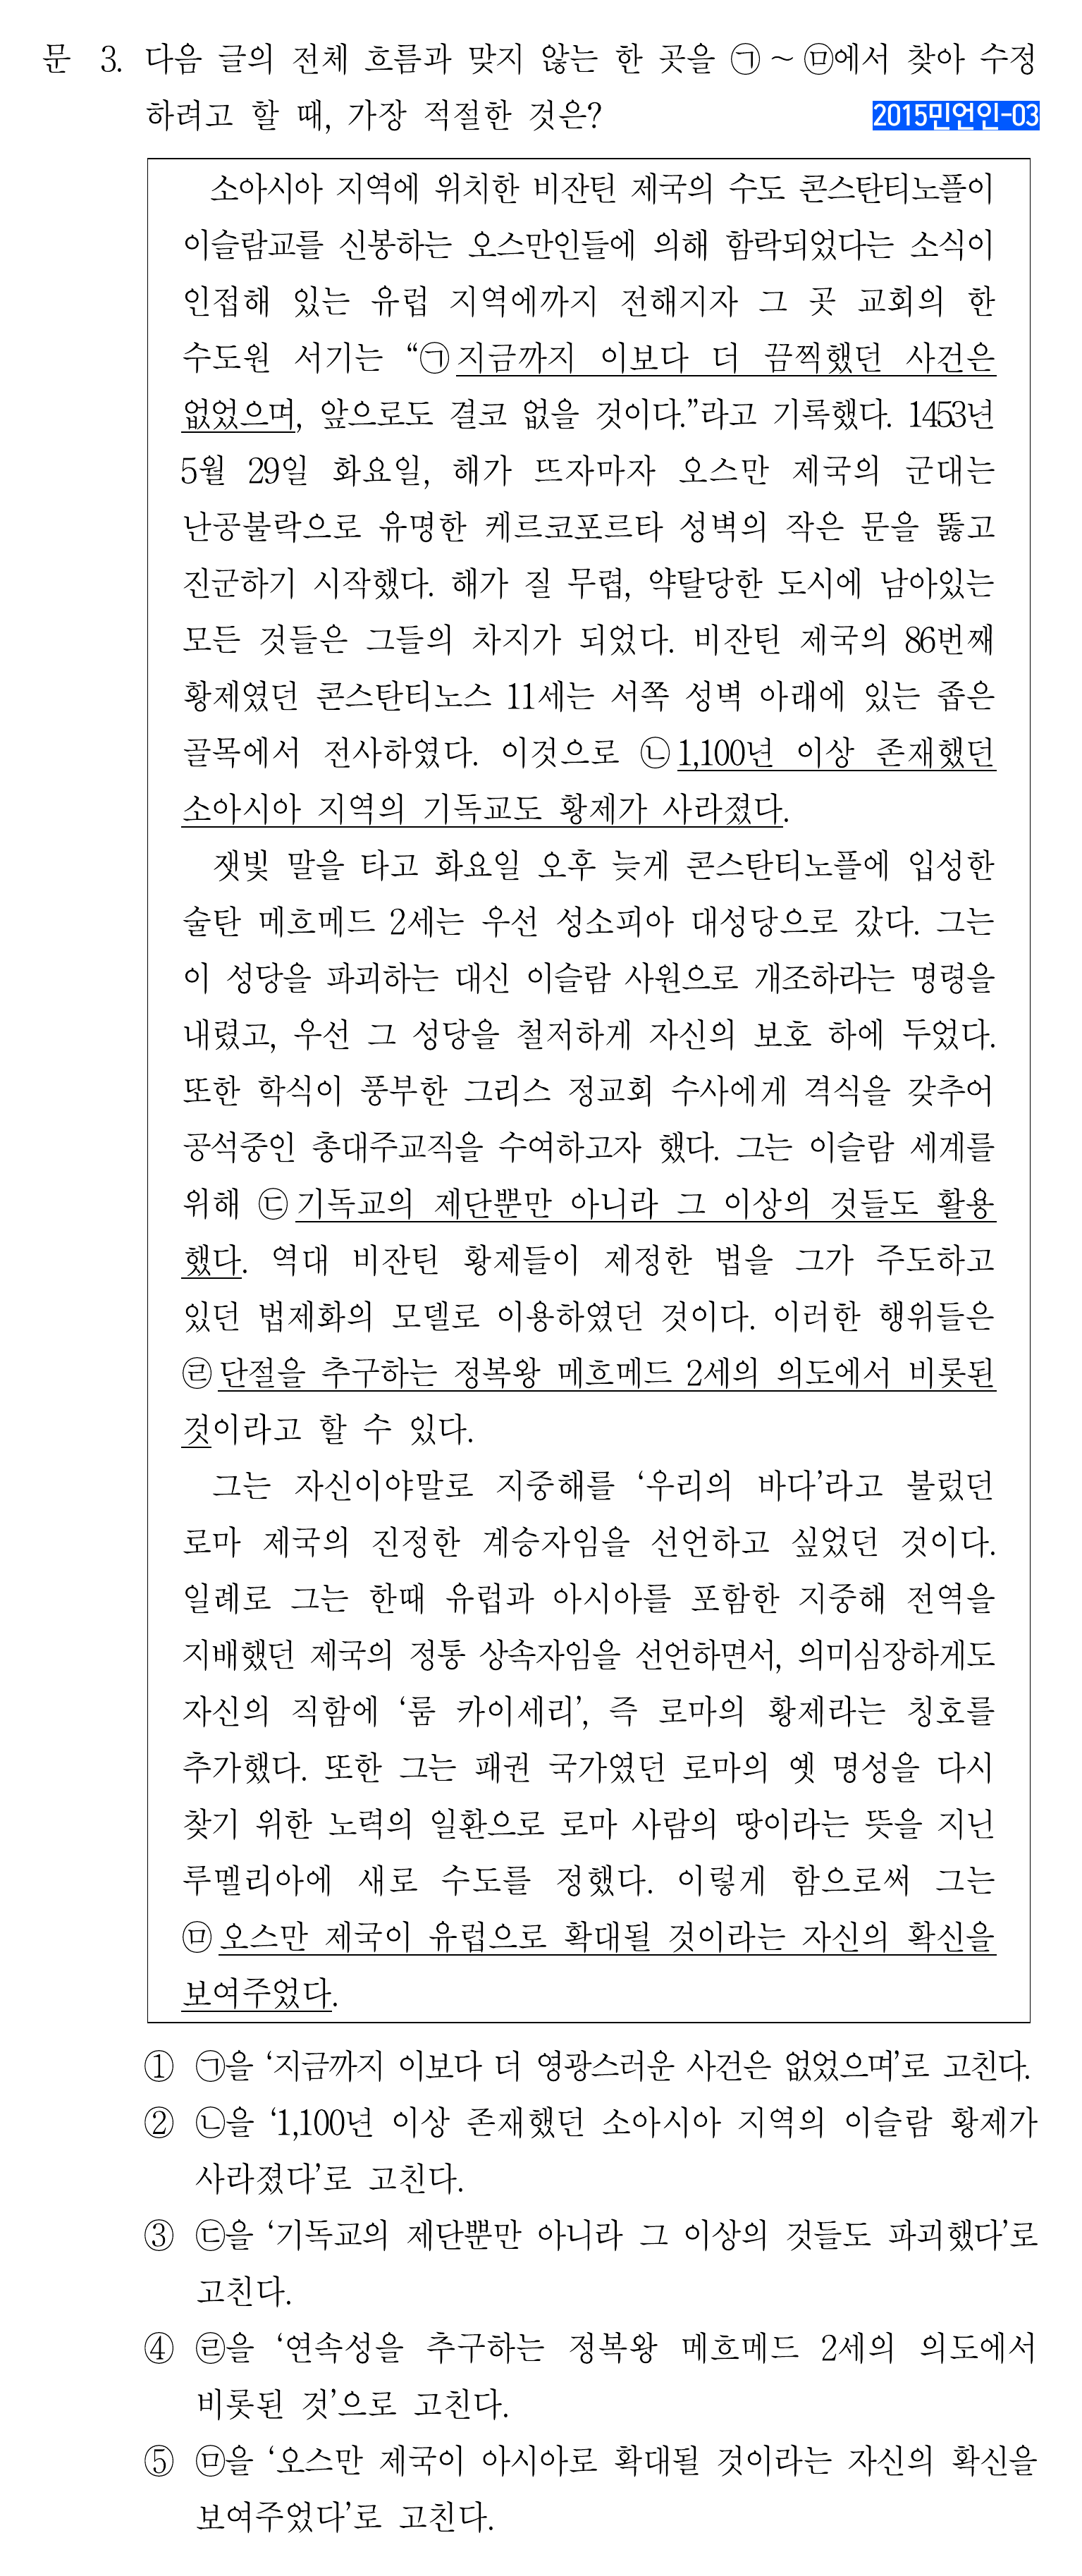 문 3. 다음 글의 전체 흐름과 맞지 않는 한 곳을 ㉠～㉤에서 찾아 수정
하려고 할 때, 가장 적절한 것은?
2015민언인-03
소아시아 지역에 위치한 비잔틴 제국의 수도 콘스탄티노플이
이슬람교를 신봉하는 오스만인들에 의해 함락되었다는 소식이
인접해 있는 유럽 지역에까지 전해지자 그 곳 교회의 한
수도원 서기는 “㉠지금까지 이보다 더 끔찍했던 사건은
없었으며, 앞으로도 결코 없을 것이다.”라고 기록했다. 1453년
5월 29일 화요일, 해가 뜨자마자 오스만 제국의 군대는
난공불락으로 유명한 케르코포르타 성벽의 작은 문을 뚫고
진군하기 시작했다. 해가 질 무렵, 약탈당한 도시에 남아있는
모든 것들은 그들의 차지가 되었다. 비잔틴 제국의 86번째
황제였던 콘스탄티노스 11세는 서쪽 성벽 아래에 있는 좁은
골목에서 전사하였다. 이것으로 ㉡1,100년 이상 존재했던
소아시아 지역의 기독교도 황제가 사라졌다.
잿빛 말을 타고 화요일 오후 늦게 콘스탄티노플에 입성한
술탄 메흐메드 2세는 우선 성소피아 대성당으로 갔다. 그는
이 성당을 파괴하는 대신 이슬람 사원으로 개조하라는 명령을
내렸고, 우선 그 성당을 철저하게 자신의 보호 하에 두었다.
또한 학식이 풍부한 그리스 정교회 수사에게 격식을 갖추어
공석중인 총대주교직을 수여하고자 했다. 그는 이슬람 세계를
위해 ㉢기독교의 제단뿐만 아니라 그 이상의 것들도 활용
했다. 역대 비잔틴 황제들이 제정한 법을 그가 주도하고
있던 법제화의 모델로 이용하였던 것이다. 이러한 행위들은
㉣단절을 추구하는 정복왕 메흐메드 2세의 의도에서 비롯된
것이라고 할 수 있다.
그는 자신이야말로 지중해를 ‘우리의 바다’라고 불렀던
로마 제국의 진정한 계승자임을 선언하고 싶었던 것이다.
일례로 그는 한때 유럽과 아시아를 포함한 지중해 전역을
지배했던 제국의 정통 상속자임을 선언하면서, 의미심장하게도
자신의 직함에 ‘룸 카이세리’, 즉 로마의 황제라는 칭호를
추가했다. 또한 그는 패권 국가였던 로마의 옛 명성을 다시
찾기 위한 노력의 일환으로 로마 사람의 땅이라는 뜻을 지닌
루멜리아에 새로 수도를 정했다. 이렇게 함으로써 그는
㉤오스만 제국이 유럽으로 확대될 것이라는 자신의 확신을
보여주었다.
① ㉠을 ‘지금까지 이보다 더 영광스러운 사건은 없었으며’로 고친다.
② ㉡을 ‘1,100년 이상 존재했던 소아시아 지역의 이슬람 황제가
사라졌다’로 고친다.
③ ㉢을 ‘기독교의 제단뿐만 아니라 그 이상의 것들도 파괴했다’로
고친다.
④ ㉣을 ‘연속성을 추구하는 정복왕 메흐메드 2세의 의도에서
비롯된 것’으로 고친다.
⑤ ㉤을 ‘오스만 제국이 아시아로 확대될 것이라는 자신의 확신을
보여주었다’로 고친다.